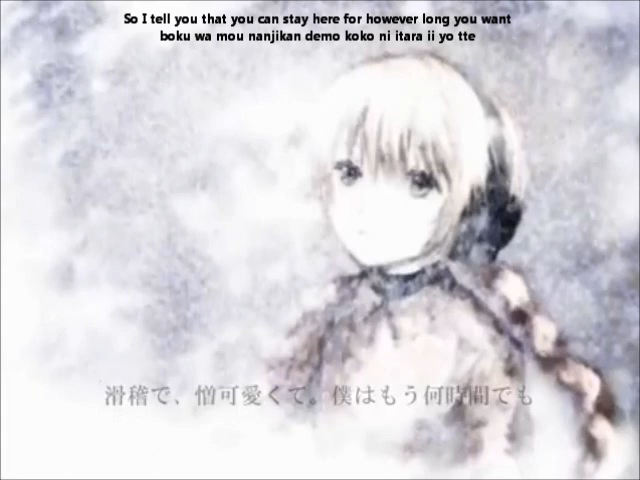 So I tell you that you can stay here for however long you want
boku wa mou nanjikan demo koko ni itara ii yo tte
滑稽で、憎可愛くて。僕はもう何時間でも